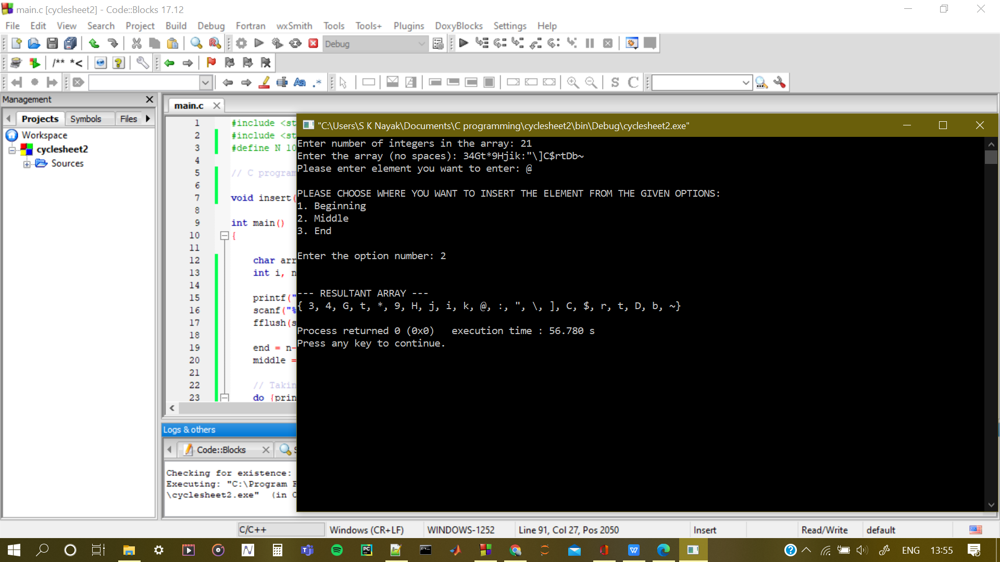 main.c [cyclesheet2] - Code::Blocks 17.12
File Edit View Search Project Build Debug Fortran wxSmith Tools Tools+ Plugins DoxyBlocks Settings Help
Debug
/** *<
Aa .* S C
Management
Projects Symbols Files
Workspace
cyclesheet2
Sources
main.c
1 #include <st
2 #include <st
3 #define N 10
4
5 // C program
6
7 void insert(
8
9 int main()
10 {
11
12 char arr
13 int i, n
14
15 printf("
16 scanf("%
17 fflush(s
18
19 end = n-
20 middle =
21
22 // Takin
23 do {prin
"C:\Users\S K Nayak\Documents\C programming\cyclesheet2\bin\Debug\cyclesheet2.exe"
Enter number of integers in the array: 21
Enter the array (no spaces): 34Gt*9Hjik:"\]C$rtDb~
Please enter element you want to enter: @
PLEASE CHOOSE WHERE YOU WANT TO INSERT THE ELEMENT FROM THE GIVEN OPTIONS:
1. Beginning
2. Middle
3. End
Enter the option number: 2
--- RESULTANT ARRAY ---
{ 3, 4, G, t, *, 9, H, j, i, k, @, :, ", \, ], C, $, r, t, D, b, ~}
Process returned 0 (0x0)   execution time : 56.780 s
Press any key to continue.
Logs & others
Code::Blocks
Checking for existence:
Executing: "C:\Program F
\cyclesheet2.exe"  (in C
C/C++ Windows (CR+LF) WINDOWS-1252 Line 91, Col 27, Pos 2050 Insert Read/Write default
ENG 13:55